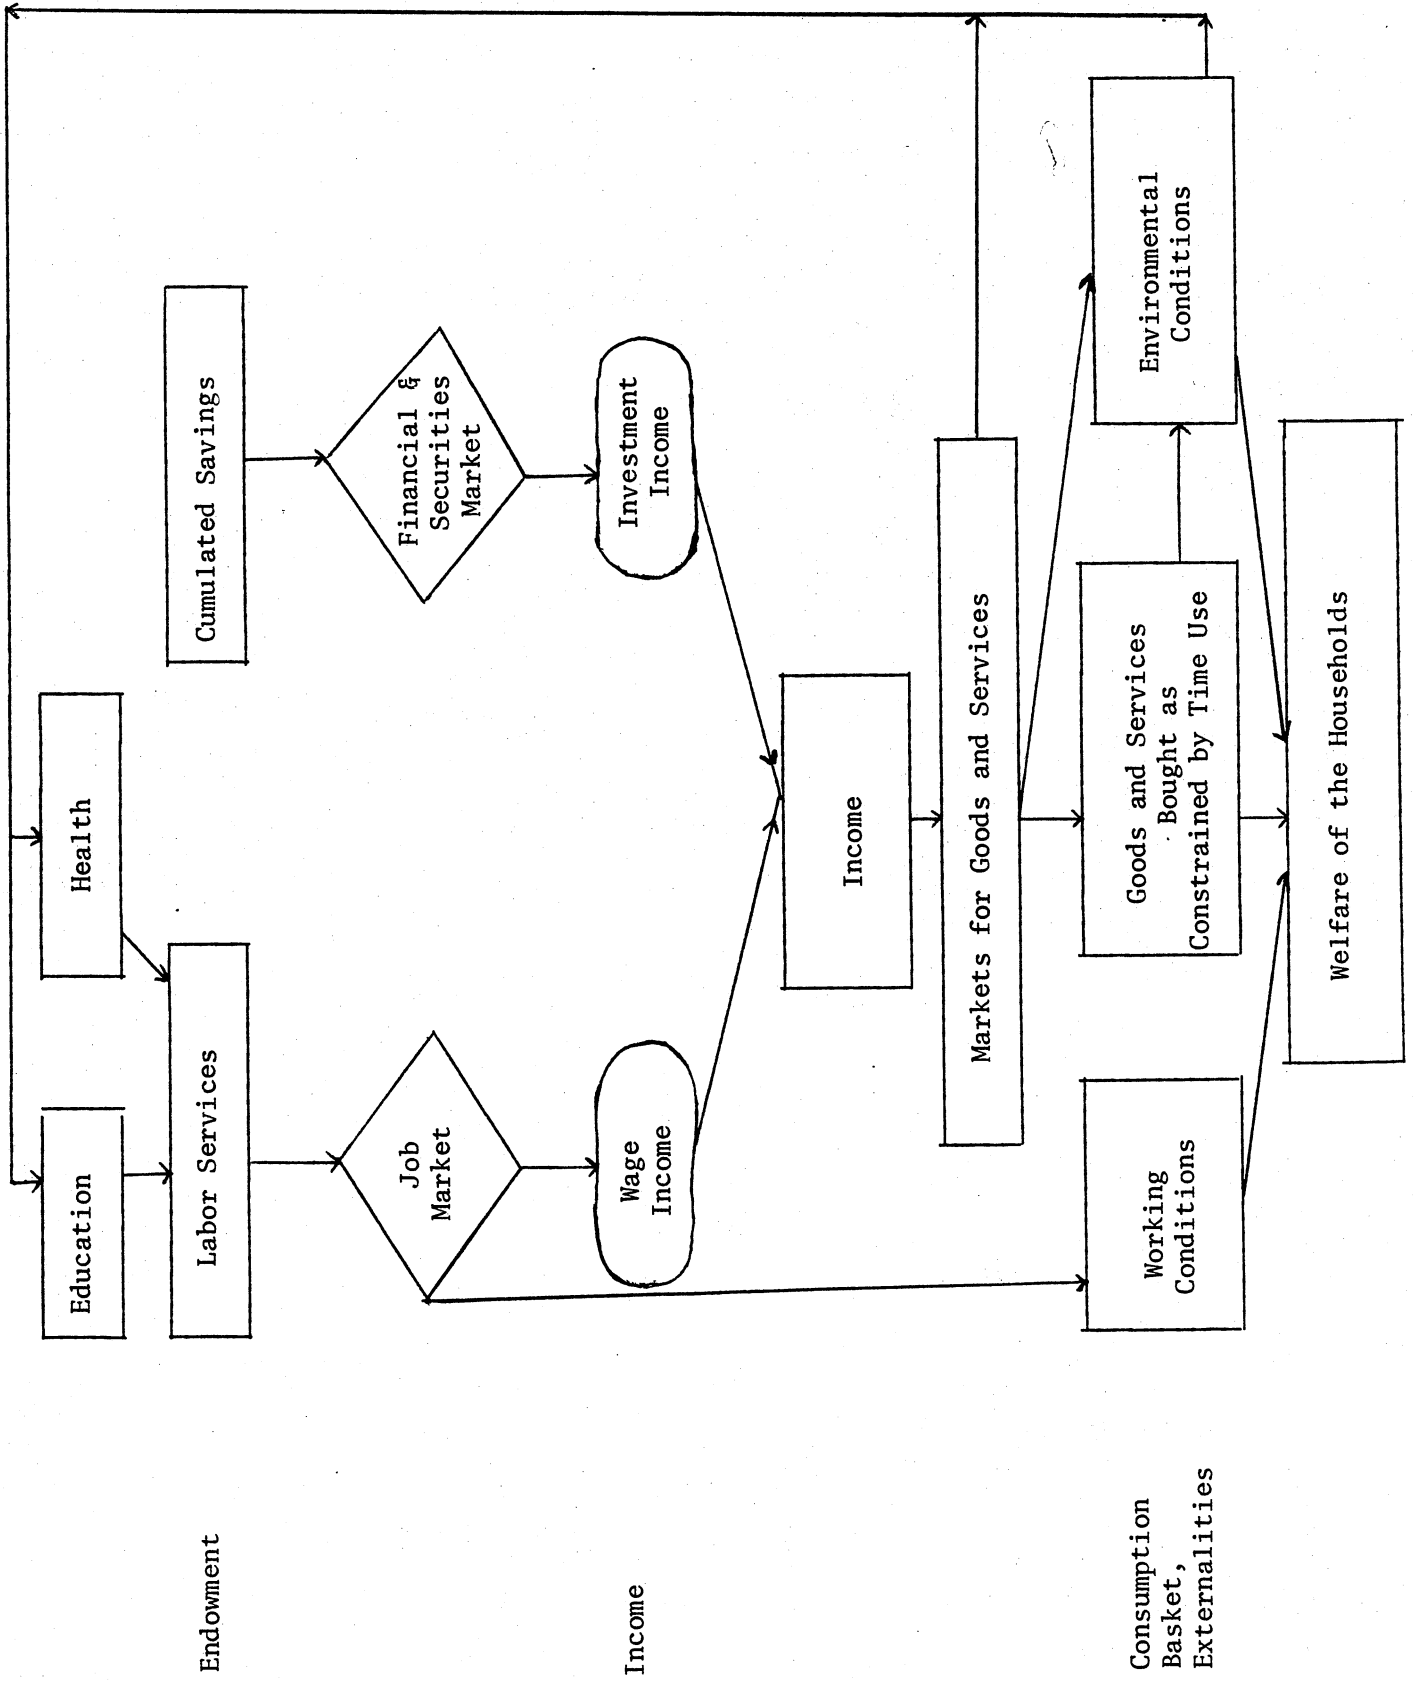 Education
Health
Endowment
Labor Services
Cumulated Savings
Job
Market
Financial &
Securities
Market
Income
Wage
Income
Investment
Income
Income
Markets for Goods and Services
Consumption
Basket,
Externalities
Working
Conditions
Goods and Services
Bought as
Constrained by Time Use
Environmental
Conditions
Welfare of the Households